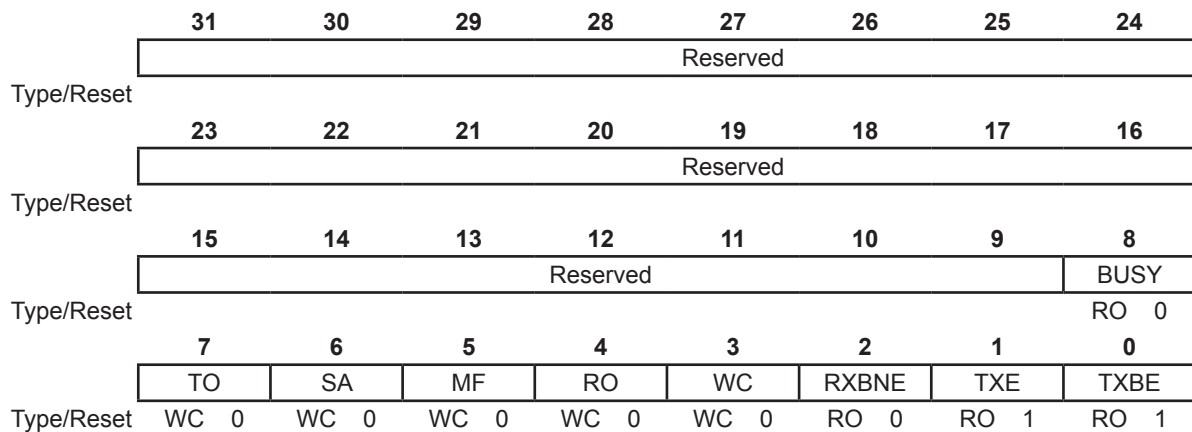 31 30 29 28 27 26 25 24
Reserved
Type/Reset
23 22 21 20 19 18 17 16
Reserved
Type/Reset
15 14 13 12 11 10 9 8
Reserved BUSY
Type/Reset RO 0
7 6 5 4 3 2 1 0
TO SA MF RO WC RXBNE TXE TXBE
Type/Reset WC 0 WC 0 WC 0 WC 0 WC 0 RO 0 RO 1 RO 1